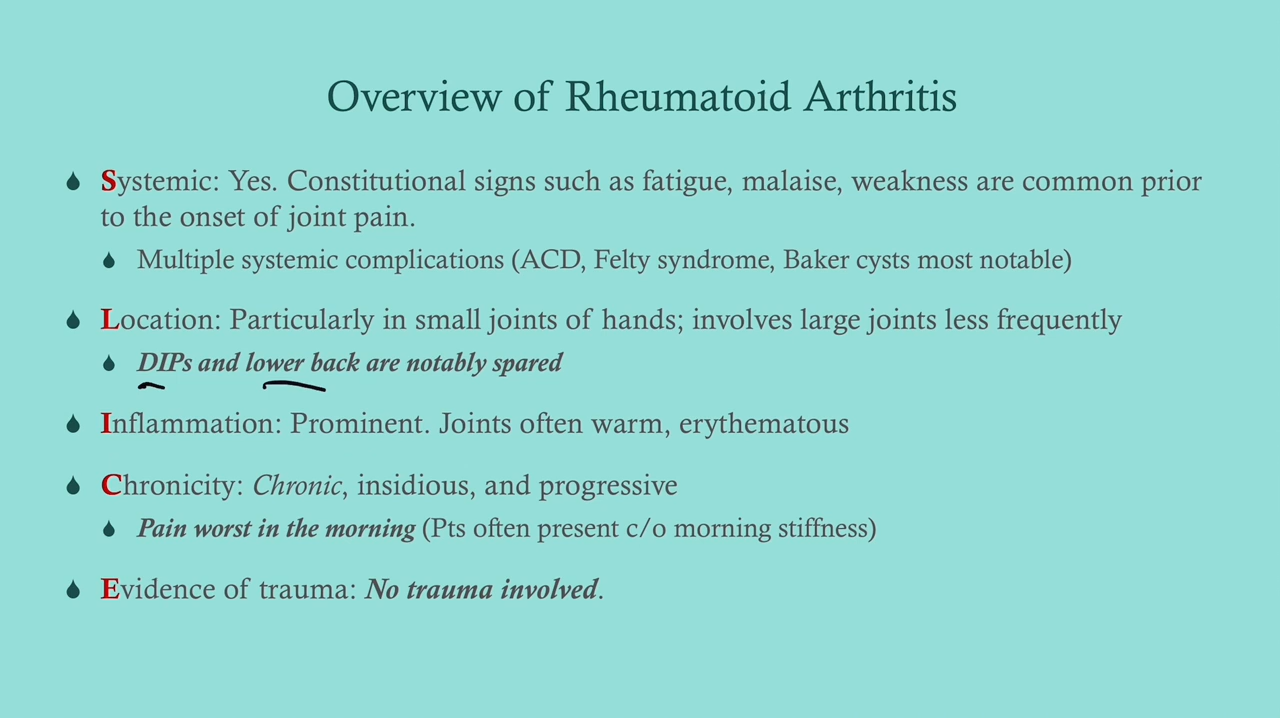 Overview of Rheumatoid Arthritis
Systemic: Yes. Constitutional signs such as fatigue, malaise, weakness are common prior
to the onset of joint pain.
Multiple systemic complications (ACD, Felty syndrome, Baker cysts most notable)
Location: Particularly in small joints of hands; involves large joints less frequently
DIPs and lower back are notably spared
Inflammation: Prominent. Joints often warm, erythematous
Chronicity: Chronic, insidious, and progressive
Pain worst in the morning (Pts often present c/o morning stiffness)
Evidence of trauma: No trauma involved.